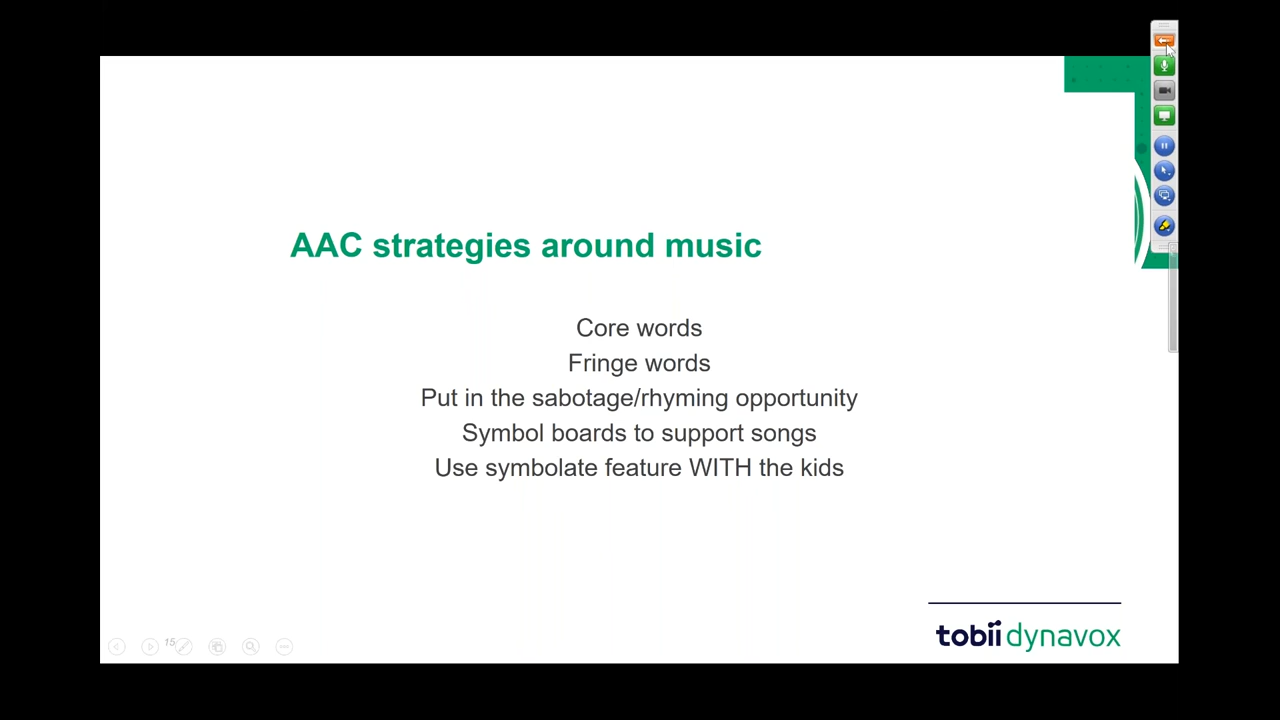 AAC strategies around music
Core words
Fringe words
Put in the sabotage/rhyming opportunity
Symbol boards to support songs
Use symbolate feature WITH the kids
15
tobii dynavox